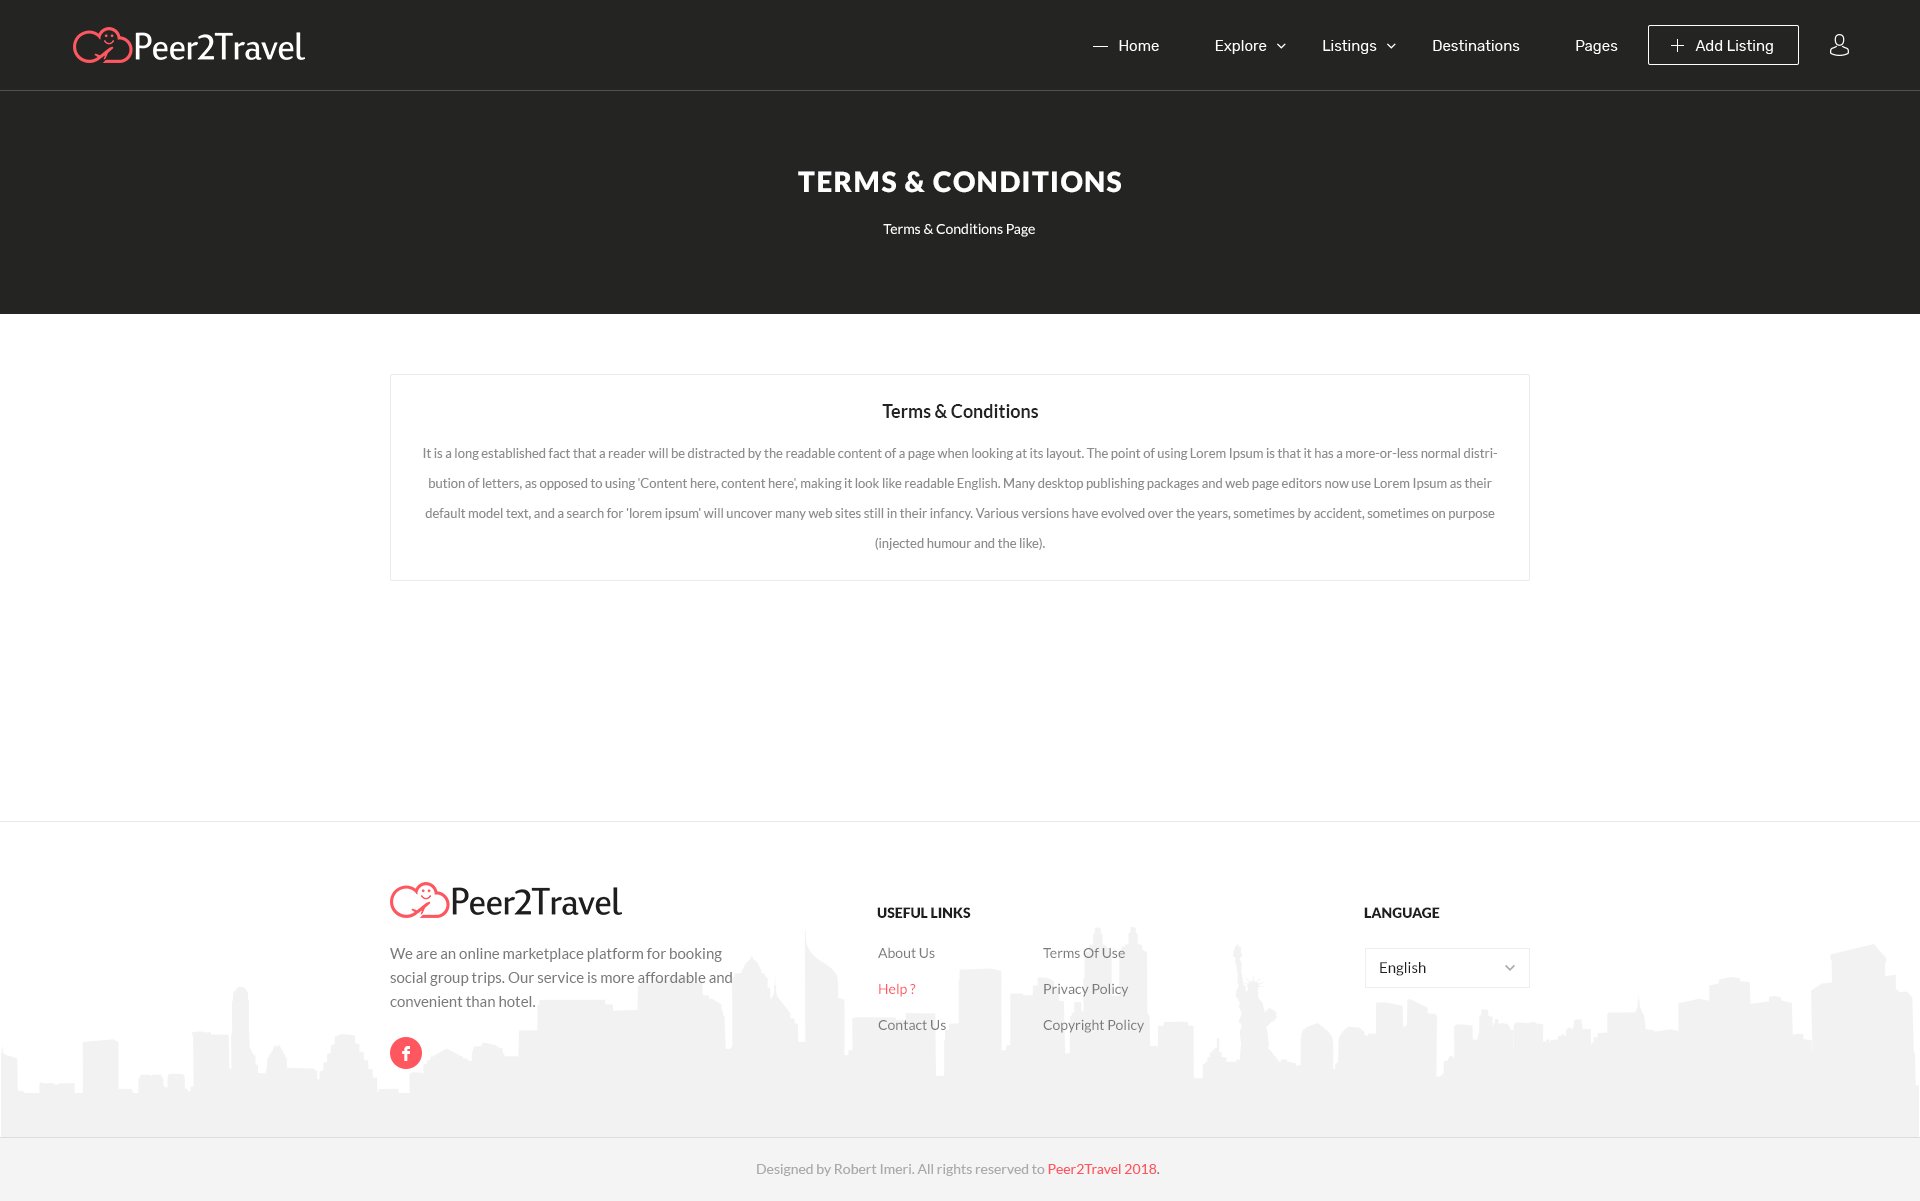 Peer2Travel
Home Explore Listings Destinations Pages Add Listing
TERMS & CONDITIONS
Terms & Conditions Page
Terms & Conditions
It is a long established fact that a reader will be distracted by the readable content of a page when looking at its layout. The point of using Lorem Ipsum is that it has a more-or-less normal distri-
bution of letters, as opposed to using 'Content here, content here', making it look like readable English. Many desktop publishing packages and web page editors now use Lorem Ipsum as their
default model text, and a search for 'lorem ipsum' will uncover many web sites still in their infancy. Various versions have evolved over the years, sometimes by accident, sometimes on purpose
(injected humour and the like).
Peer2Travel
We are an online marketplace platform for booking
social group trips. Our service is more affordable and
convenient than hotel.
USEFUL LINKS
About Us
Help ?
Contact Us
Terms Of Use
Privacy Policy
Copyright Policy
LANGUAGE
English
Designed by Robert Imeri. All rights reserved to Peer2Travel 2018.